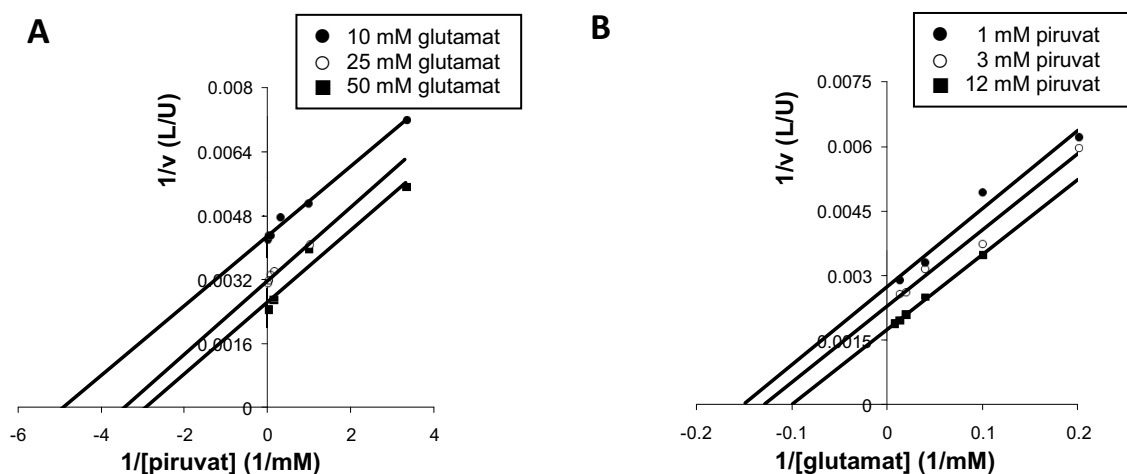 A
10 mM glutamat
25 mM glutamat
50 mM glutamat
1/v (L/U)
0.008
0.0064
0.0048
0.0032
0.0016
0
-6 -4 -2 0 2 4
1/[piruvat] (1/mM)
B
1 mM piruvat
3 mM piruvat
12 mM piruvat
1/v (L/U)
0.0075
0.006
0.0045
0.003
0.0015
0
-0.2 -0.1 0 0.1 0.2
1/[glutamat] (1/mM)